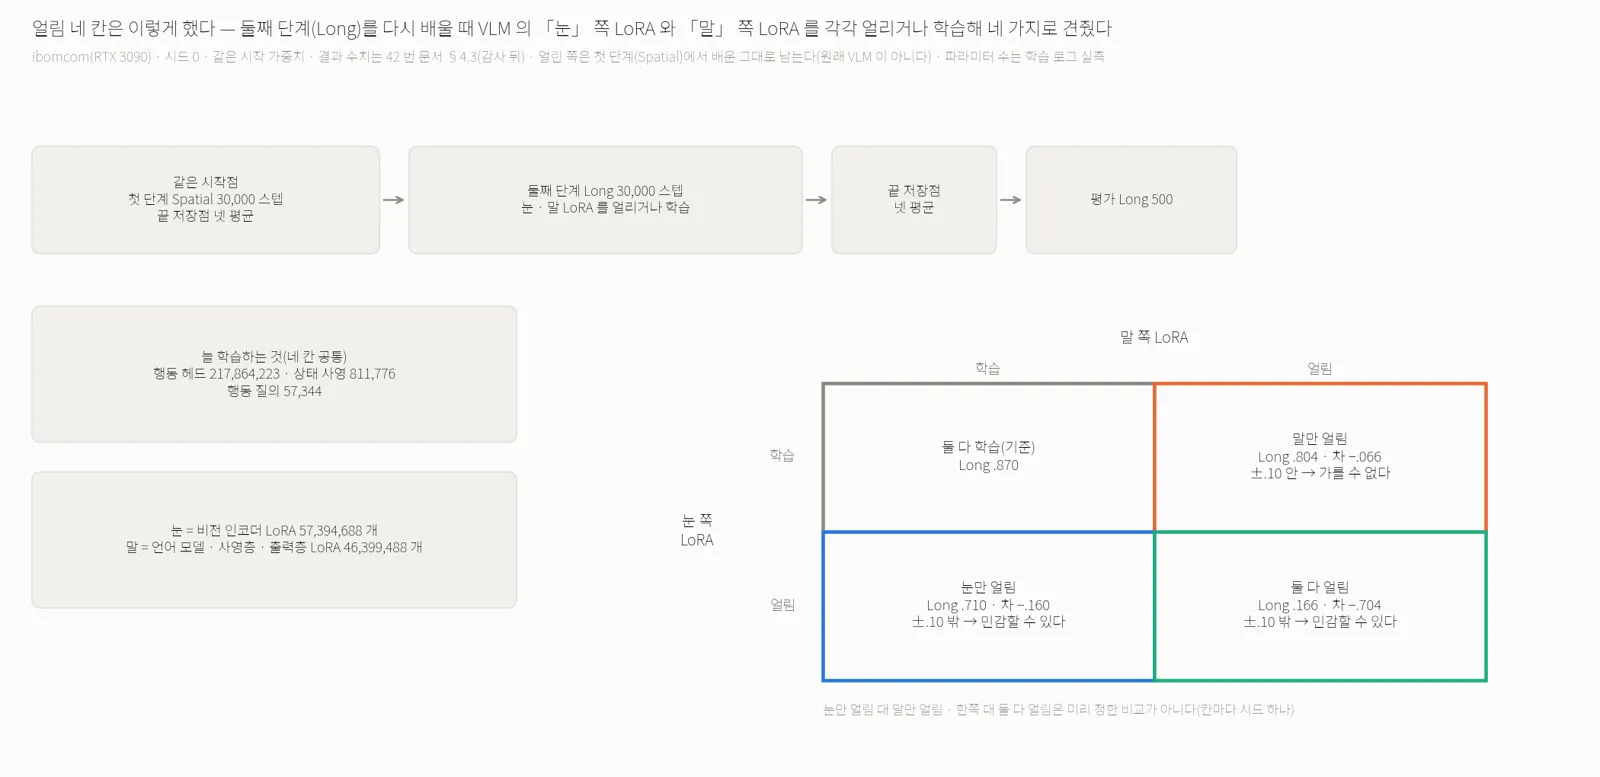 얼림 네 칸은 이렇게 했다 — 둘째 단계(Long)를 다시 배울 때 VLM 의 「눈」 쪽 LoRA 와 「말」 쪽 LoRA 를 각각 얼리거나 학습해 네 가지로 견줬다
ibomcom(RTX 3090) · 시드 0 · 같은 시작 가중치 · 결과 수치는 42 번 문서 §4.3(감사 뒤) · 얼린 쪽은 첫 단계(Spatial)에서 배운 그대로 남는다(원래 VLM 이 아니다) · 파라미터 수는 학습 로그 실측
같은 시작점
첫 단계 Spatial 30,000 스텝
끝 저장점 넷 평균
둘째 단계 Long 30,000 스텝
눈 · 말 LoRA 를 얼리거나 학습
끝 저장점
넷 평균
평가 Long 500
늘 학습하는 것(네 칸 공통)
행동 헤드 217,864,223 · 상태 사영 811,776
행동 질의 57,344
눈 = 비전 인코더 LoRA 57,394,688 개
말 = 언어 모델 · 사영층 · 출력층 LoRA 46,399,488 개
말 쪽 LoRA
학습
얼림
눈 쪽
LoRA
학습
둘 다 학습(기준)
Long .870
말만 얼림
Long .804 · 차 −.066
±.10 안 → 가를 수 없다
얼림
눈만 얼림
Long .710 · 차 −.160
±.10 밖 → 민감할 수 있다
둘 다 얼림
Long .166 · 차 −.704
±.10 밖 → 민감할 수 있다
눈만 얼림 대 말만 얼림 · 한쪽 대 둘 다 얼림은 미리 정한 비교가 아니다(칸마다 시드 하나)